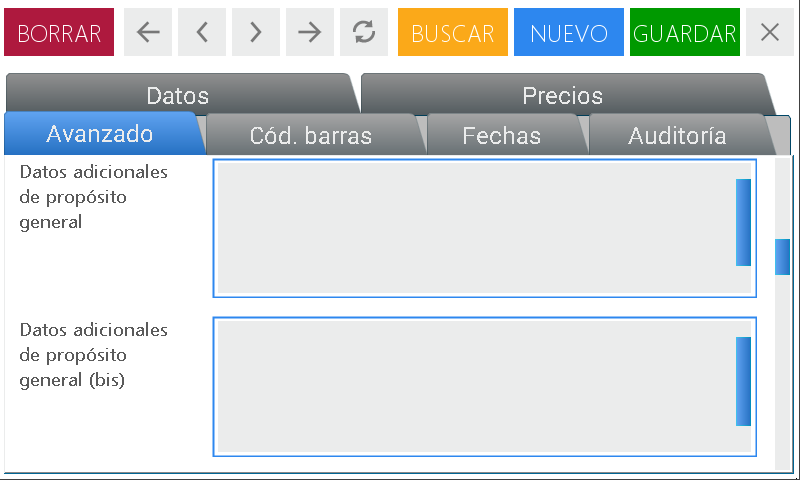 BORRAR BUSCAR NUEVO GUARDAR
Datos Precios
Avanzado Cód. barras Fechas Auditoría
Datos adicionales
de propósito
general
Datos adicionales
de propósito
general (bis)